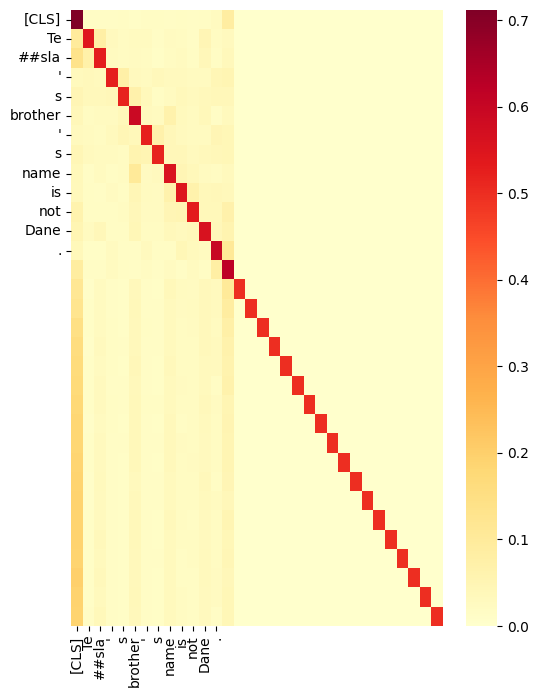 [CLS]
Te
##sla
'
s
brother
'
s
name
is
not
Dane
.
0.7
0.6
0.5
0.4
0.3
0.2
0.1
0.0
[CLS]
Te
##sla
'
s
brother
'
s
name
is
not
Dane
.